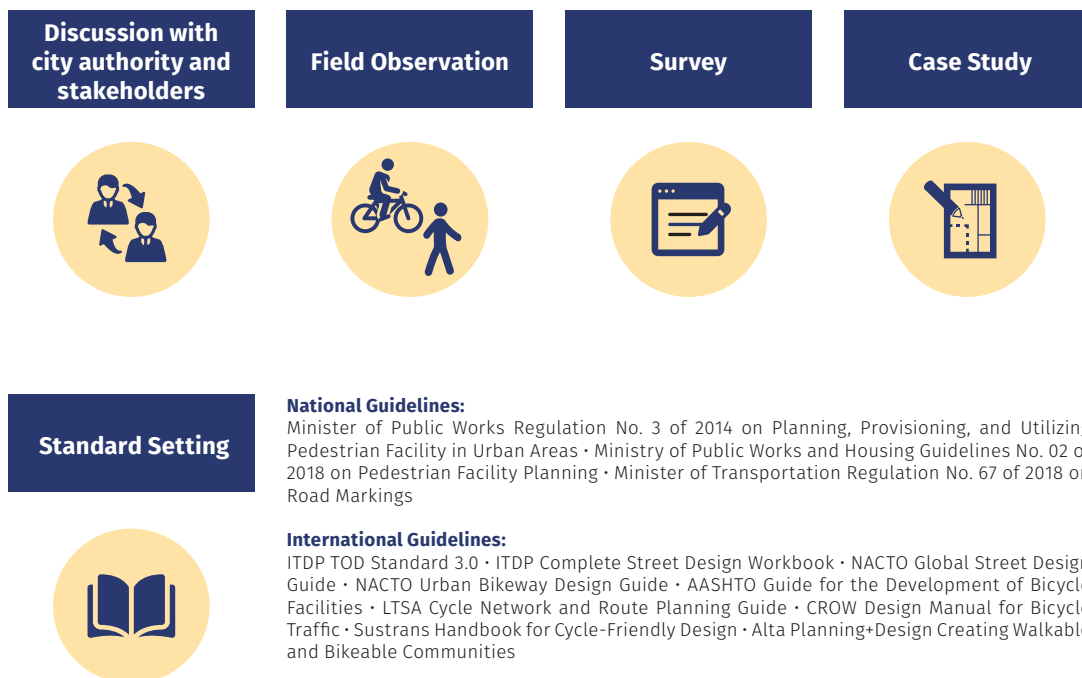 Discussion with
city authority and
stakeholders
Field Observation
Survey
Case Study
Standard Setting
National Guidelines:
Minister of Public Works Regulation No. 3 of 2014 on Planning, Provisioning, and Utilizing
Pedestrian Facility in Urban Areas • Ministry of Public Works and Housing Guidelines No. 02 o
2018 on Pedestrian Facility Planning • Minister of Transportation Regulation No. 67 of 2018 on
Road Markings
International Guidelines:
ITDP TOD Standard 3.0 • ITDP Complete Street Design Workbook • NACTO Global Street Design
Guide • NACTO Urban Bikeway Design Guide • AASHTO Guide for the Development of Bicycle
Facilities • LTSA Cycle Network and Route Planning Guide • CROW Design Manual for Bicycle
Traffic • Sustrans Handbook for Cycle-Friendly Design • Alta Planning+Design Creating Walkable
and Bikeable Communities